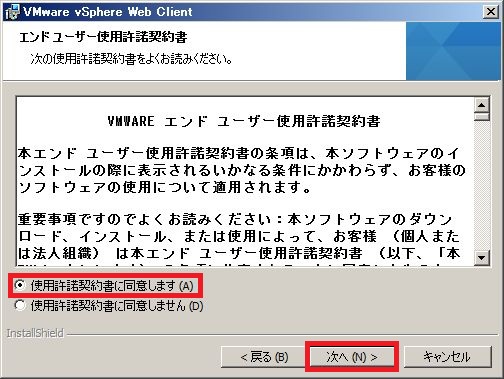 VMware vSphere Web Client
エンド ユーザー使用許諾契約書
次の使用許諾契約書をよくお読みください。
VMWARE エンド ユーザー使用許諾契約書
本エンド ユーザー使用許諾契約書の条項は、本ソフトウェアのイ
ンストールの際に表示されるいかなる条件にかかわらず、お客様の
ソフトウェアの使用について適用されます。
重要事項ですのでよくお読みください：本ソフトウェアのダウン
ロード、インストール、または使用によって、お客様 （個人また
は法人組織） は本エンド ユーザー使用許諾契約書 （以下、「本
使用許諾契約書に同意します (A)
使用許諾契約書に同意しません (D)
InstallShield
< 戻る (B)
次へ (N) >
キャンセル